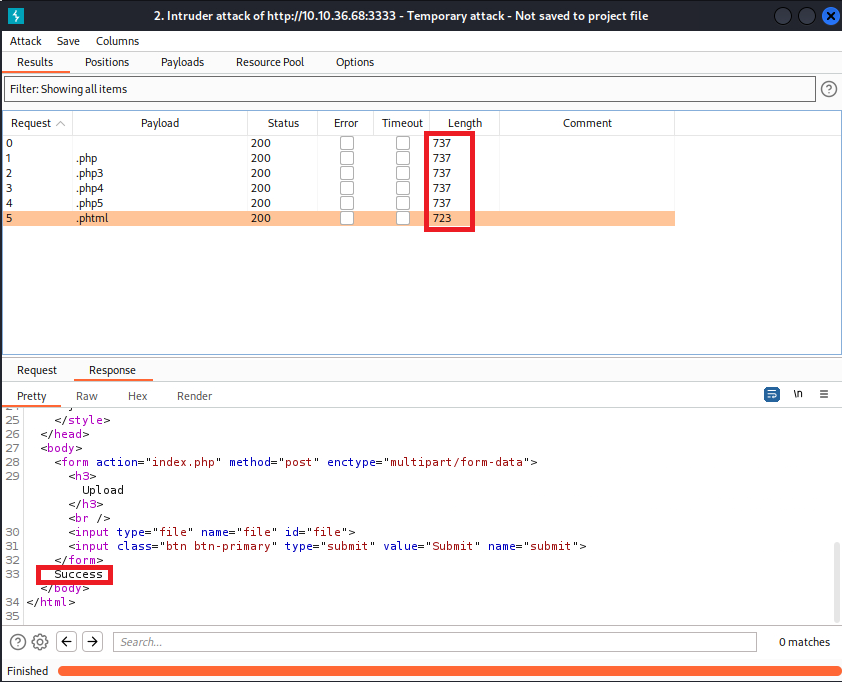 2. Intruder attack of http://10.10.36.68:3333 - Temporary attack - Not saved to project file
Attack Save Columns
Results Positions Payloads Resource Pool Options
Filter: Showing all items
?
Request Payload Status Error Timeout Length Comment
0 200 737
1 .php 200 737
2 .php3 200 737
3 .php4 200 737
4 .php5 200 737
5 .phtml 200 723
Request Response
Pretty Raw Hex Render \n
25 </style>
26 </head>
27 <body>
28 <form action="index.php" method="post" enctype="multipart/form-data">
29 <h3>
Upload
</h3>
<br />
30 <input type="file" name="file" id="file">
31 <input class="btn btn-primary" type="submit" value="Submit" name="submit">
32 </form>
33 Success
</body>
34 </html>
35
? Search... 0 matches
Finished